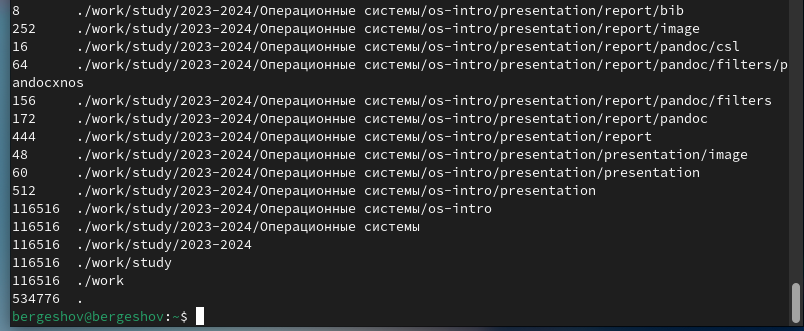 8       ./work/study/2023-2024/Операционные системы/os-intro/presentation/report/bib
252     ./work/study/2023-2024/Операционные системы/os-intro/presentation/report/image
16      ./work/study/2023-2024/Операционные системы/os-intro/presentation/report/pandoc/csl
64      ./work/study/2023-2024/Операционные системы/os-intro/presentation/report/pandoc/filters/p
andocxnos
156     ./work/study/2023-2024/Операционные системы/os-intro/presentation/report/pandoc/filters
172     ./work/study/2023-2024/Операционные системы/os-intro/presentation/report/pandoc
444     ./work/study/2023-2024/Операционные системы/os-intro/presentation/report
48      ./work/study/2023-2024/Операционные системы/os-intro/presentation/presentation/image
60      ./work/study/2023-2024/Операционные системы/os-intro/presentation/presentation
512     ./work/study/2023-2024/Операционные системы/os-intro/presentation
116516  ./work/study/2023-2024/Операционные системы/os-intro
116516  ./work/study/2023-2024/Операционные системы
116516  ./work/study/2023-2024
116516  ./work/study
116516  ./work
534776  .
bergeshov@bergeshov:~$